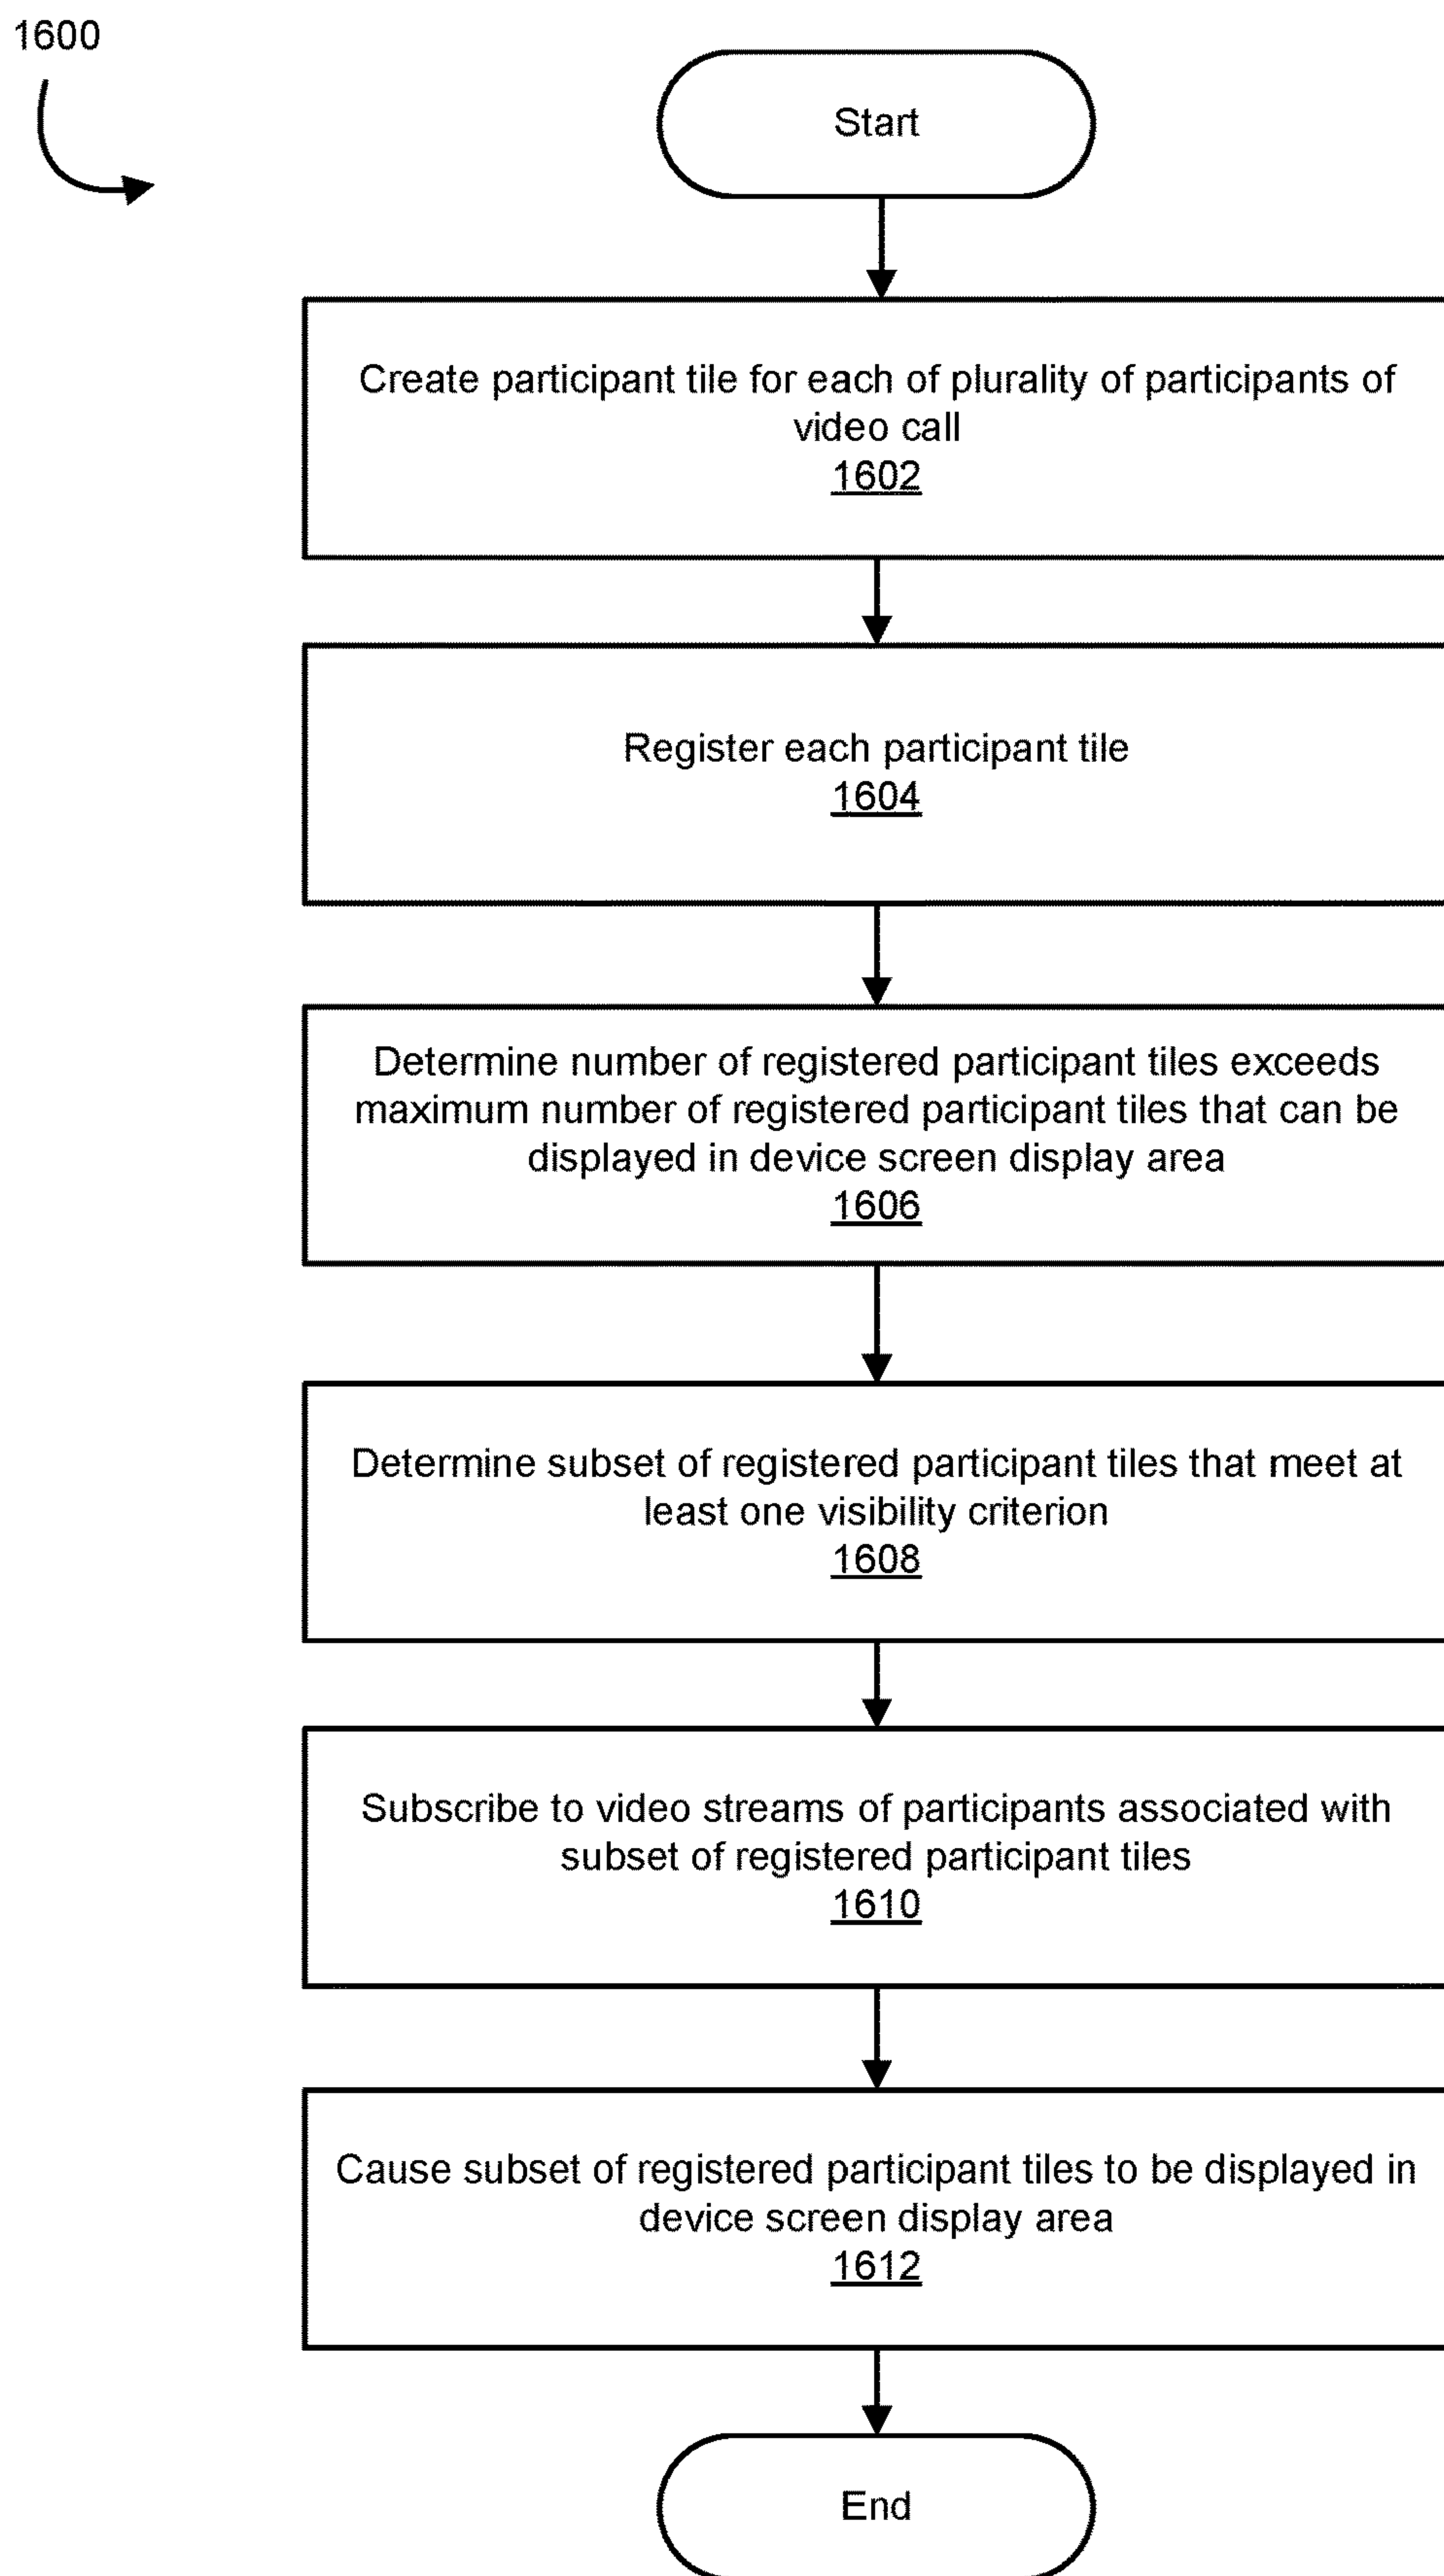 1600
Start
Create participant tile for each of plurality of participants of
video call
1602
Register each participant tile
1604
Determine number of registered participant tiles exceeds
maximum number of registered participant tiles that can be
displayed in device screen display area
1606
Determine subset of registered participant tiles that meet at
least one visibility criterion
1608
Subscribe to video streams of participants associated with
subset of registered participant tiles
1610
Cause subset of registered participant tiles to be displayed in
device screen display area
1612
End